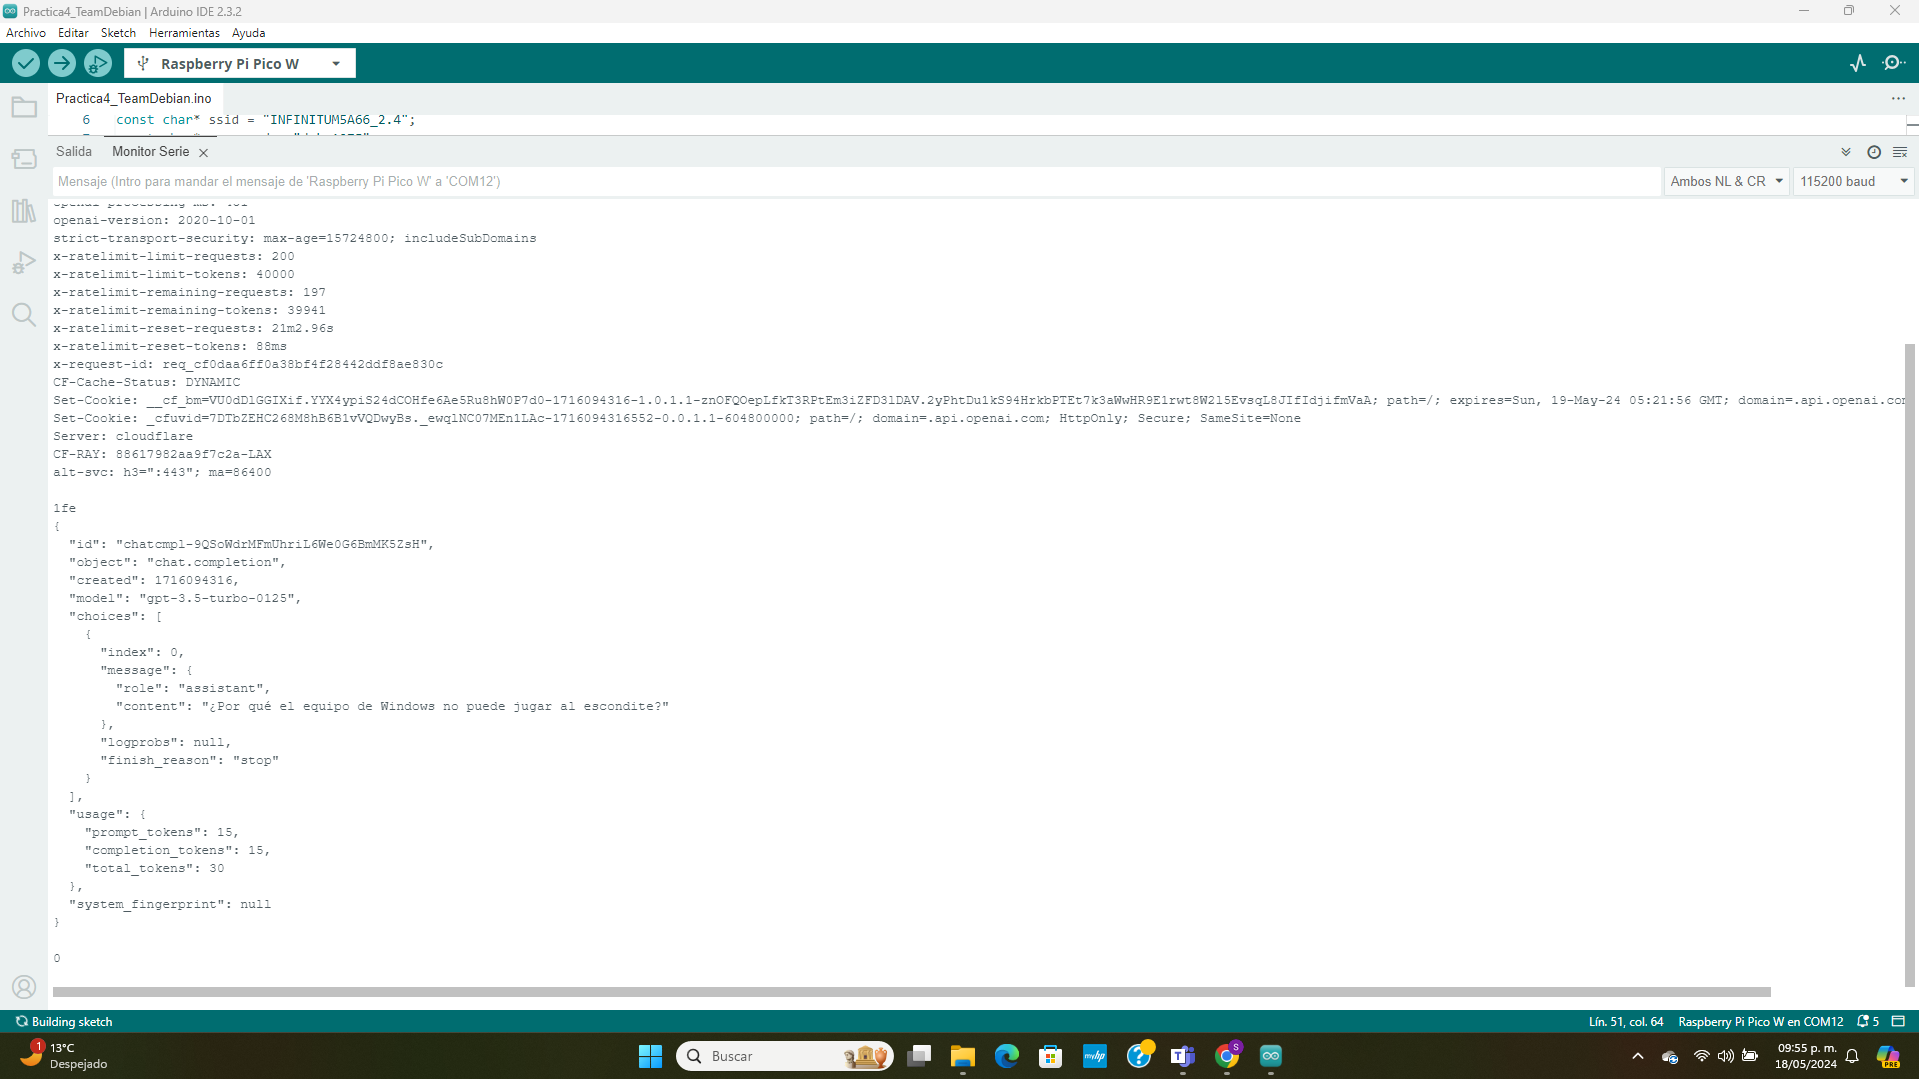 Practica4_TeamDebian | Arduino IDE 2.3.2
Archivo Editar Sketch Herramientas Ayuda
Raspberry Pi Pico W
Practica4_TeamDebian.ino
6 const char* ssid = "INFINITUM5A66_2.4";
Salida Monitor Serie
Mensaje (Intro para mandar el mensaje de 'Raspberry Pi Pico W' a 'COM12') Ambos NL & CR 115200 baud
openai-version: 2020-10-01
strict-transport-security: max-age=15724800; includeSubDomains
x-ratelimit-limit-requests: 200
x-ratelimit-limit-tokens: 40000
x-ratelimit-remaining-requests: 197
x-ratelimit-remaining-tokens: 39941
x-ratelimit-reset-requests: 21m2.96s
x-ratelimit-reset-tokens: 88ms
x-request-id: req_cf0daa6ff0a38bf4f28442ddf8ae830c
CF-Cache-Status: DYNAMIC
Set-Cookie: __cf_bm=VU0dDlGGIXif.YYX4ypiS24dCOHfe6Ae5Ru8hW0P7d0-1716094316-1.0.1.1-znOFQOepLfkT3RPtEm3iZFD3lDAV.2yPhtDu1kS94HrkbPTEt7k3aWwHR9E1rwt8W2l5EvsqL8JIfIdjifmVaA; path=/; expires=Sun, 19-May-24 05:21:56 GMT; domain=.api.openai.com
Set-Cookie: _cfuvid=7DTbZEHC268M8hB6B1vVQDwyBs._ewqlNC07MEn1LAc-1716094316552-0.0.1.1-604800000; path=/; domain=.api.openai.com; HttpOnly; Secure; SameSite=None
Server: cloudflare
CF-RAY: 88617982aa9f7c2a-LAX
alt-svc: h3=":443"; ma=86400
1fe
{
"id": "chatcmpl-9QSoWdrMFmUhriL6We0G6BmMK5ZsH",
"object": "chat.completion",
"created": 1716094316,
"model": "gpt-3.5-turbo-0125",
"choices": [
{
"index": 0,
"message": {
"role": "assistant",
"content": "¿Por qué el equipo de Windows no puede jugar al escondite?"
},
"logprobs": null,
"finish_reason": "stop"
}
],
"usage": {
"prompt_tokens": 15,
"completion_tokens": 15,
"total_tokens": 30
},
"system_fingerprint": null
}
0
Building sketch Lín. 51, col. 64 Raspberry Pi Pico W en COM12 5
1 13°C
Despejado
Buscar
myhp
S
09:55 p. m.
18/05/2024
PRE